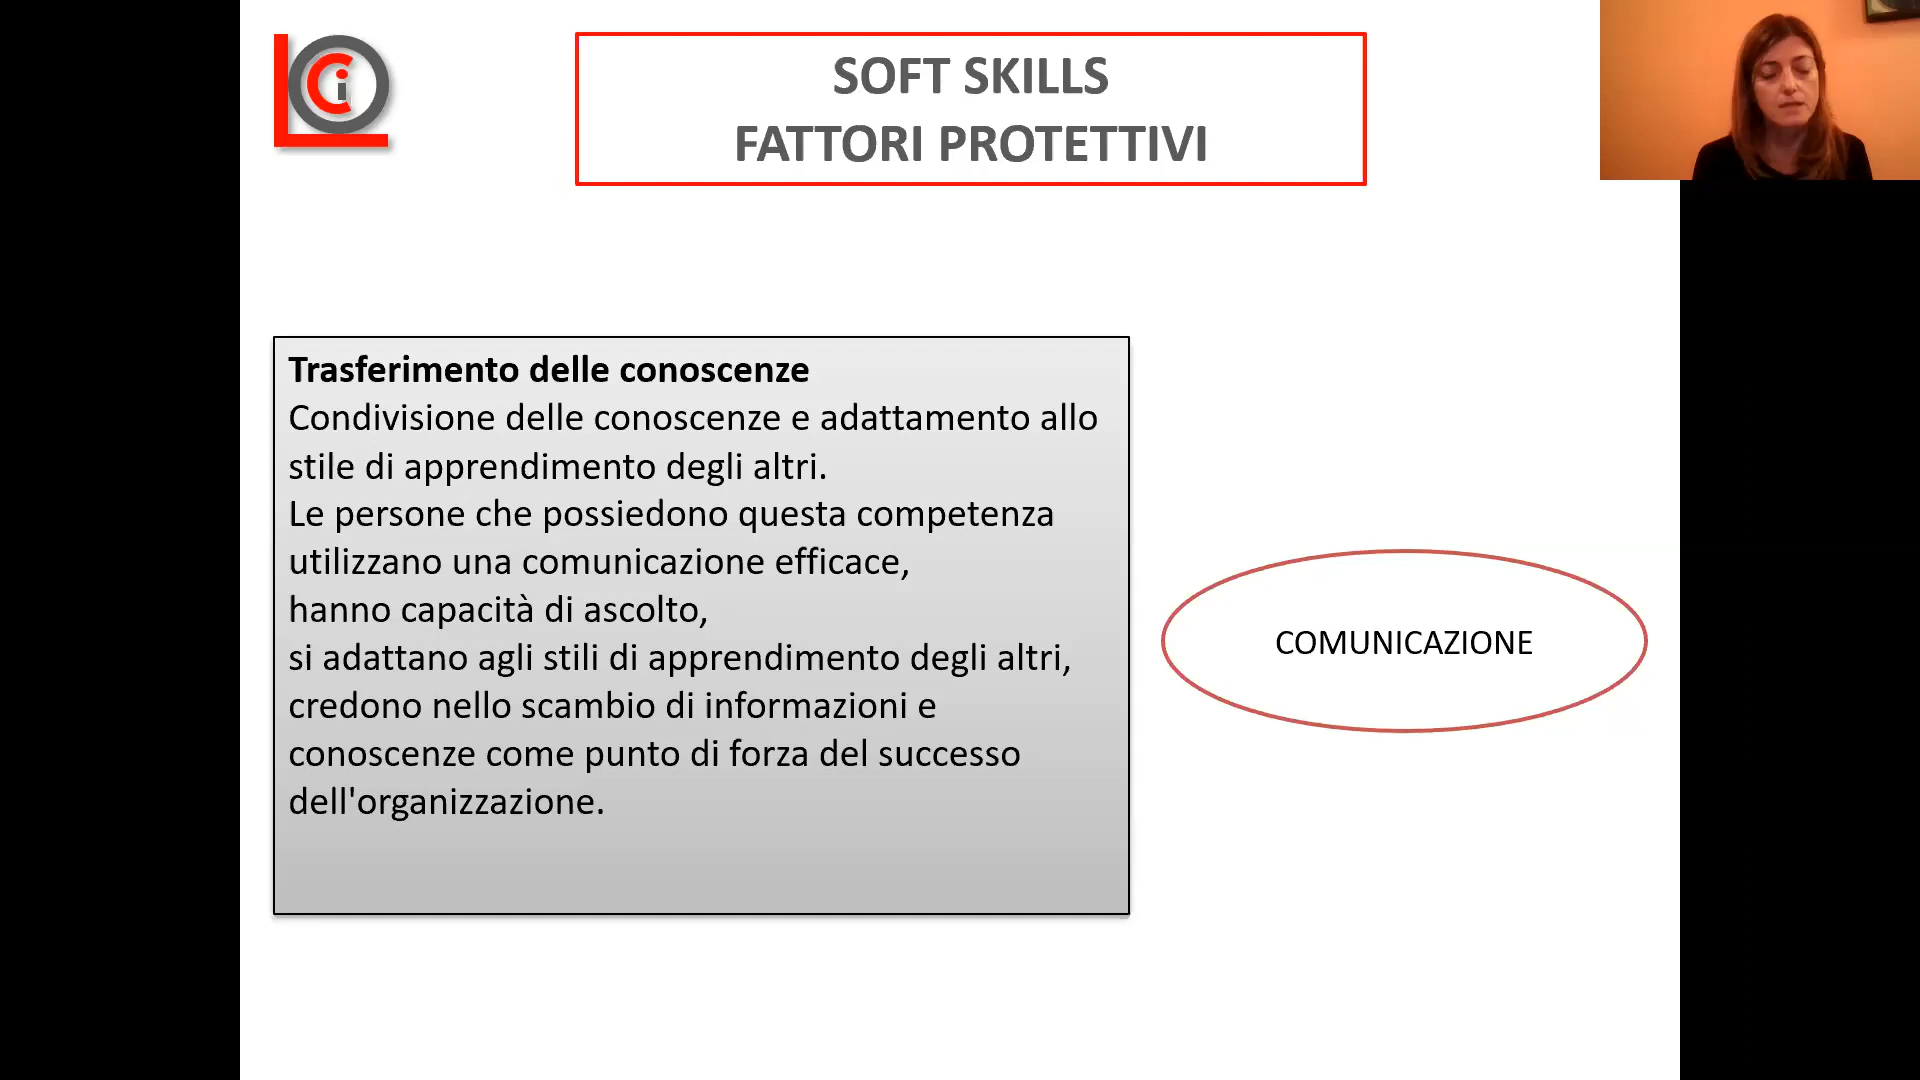 SOFT SKILLS
FATTORI PROTETTIVI
Trasferimento delle conoscenze
Condivisione delle conoscenze e adattamento allo
stile di apprendimento degli altri.
Le persone che possiedono questa competenza
utilizzano una comunicazione efficace,
hanno capacità di ascolto,
si adattano agli stili di apprendimento degli altri,
credono nello scambio di informazioni e
conoscenze come punto di forza del successo
dell'organizzazione.
COMUNICAZIONE